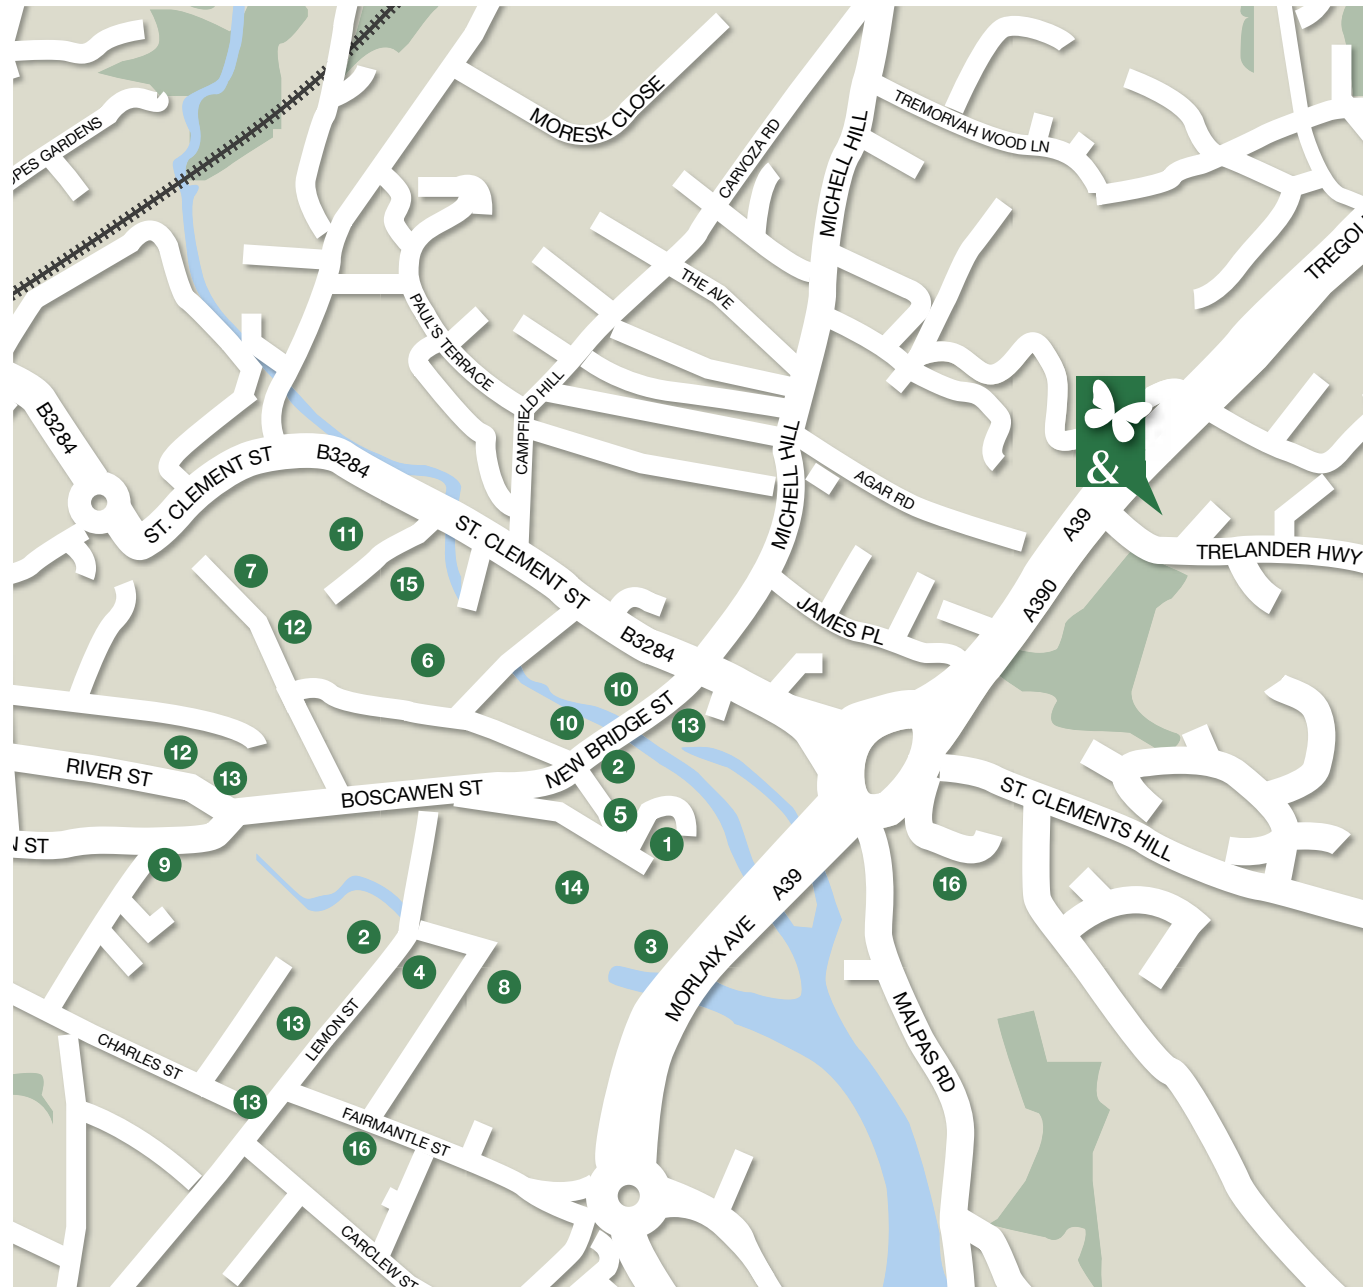 MORESK CLOSE
CARVOZA RD
MICHELL HILL
TREMORVAH WOOD LN
OPES GARDENS
TREGOL
THE AVE
PAUL'S TERRACE
CAMPFIELD HILL
B3284
ST. CLEMENT ST
B3284
MICHELL HILL
AGAR RD
&
A39
TRELANDER HWY
A390
ST. CLEMENT ST
11
7
15
12
6
JAMES PL
B3284
10
10
13
NEW BRIDGE ST
12
13
2
RIVER ST
BOSCAWEN ST
5
1
N ST
9
14
A39
16
ST. CLEMENTS HILL
2
4
3
8
MORLAIX AVE
13
LEMON ST
MALPAS RD
CHARLES ST
13
FAIRMANTLE ST
16
CARCLEW ST